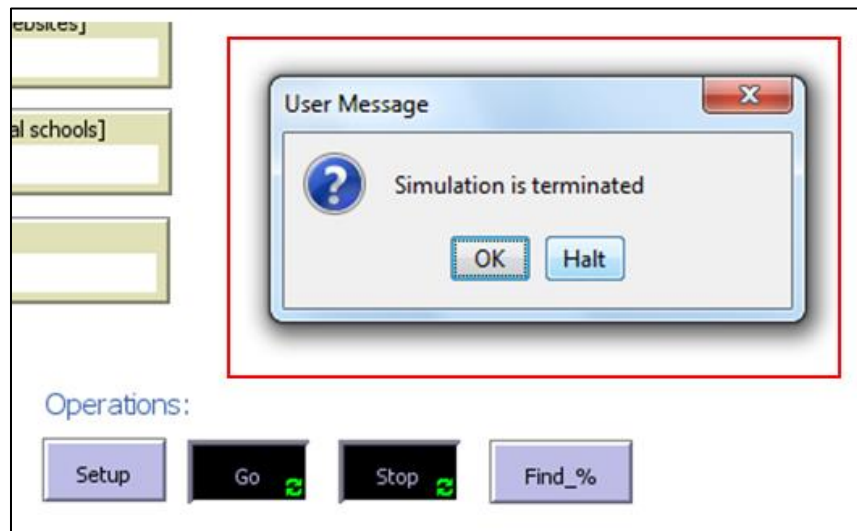 ebsites]
User Message
al schools]
Simulation is terminated
OK Halt
Operations:
Setup Go Stop Find_%